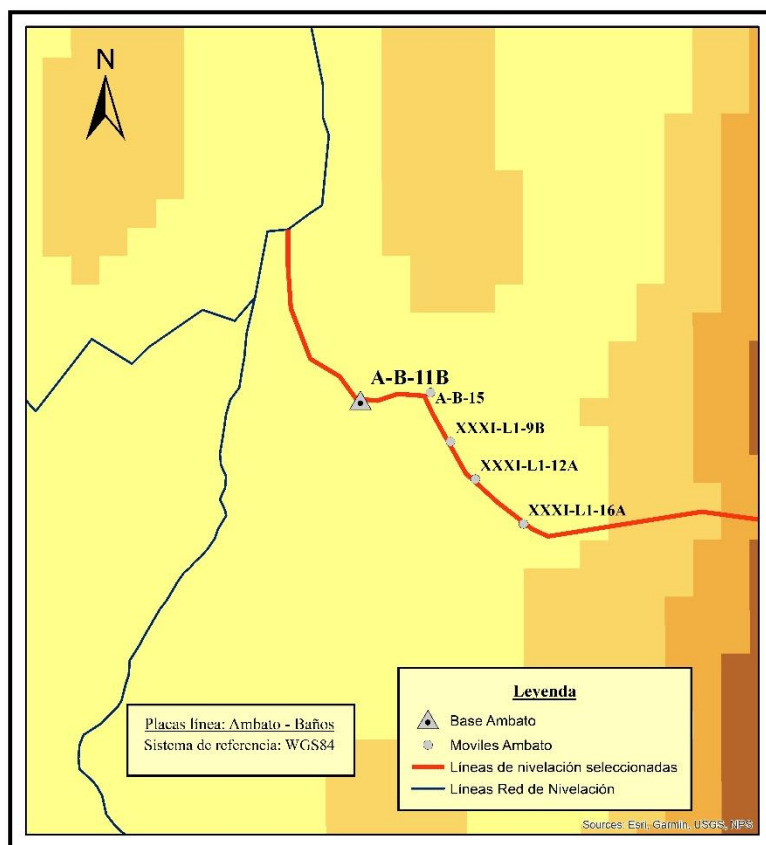 N
A-B-11B
A-B-15
XXXI-L1-9B
XXXI-L1-12A
XXXI-L1-16A
Placas línea: Ambato - Baños
Sistema de referencia: WGS84
Leyenda
Base Ambato
Moviles Ambato
Líneas de nivelación seleccionadas
Líneas Red de Nivelación
Sources: Esri, Garmin, USGS, NPS